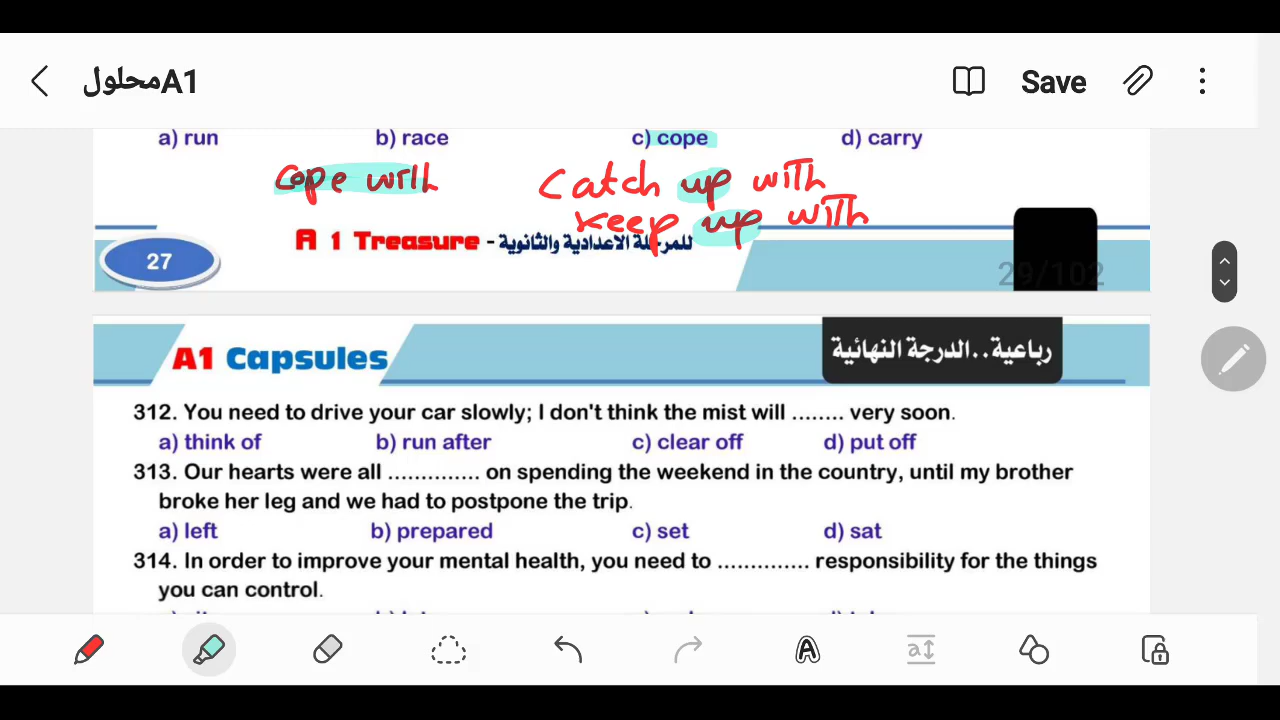 محلولA1
Save
a) run b) race c) cope d) carry
cope with catch up with
keep up with
A 1 Treasure - للمرحلة الاعدادية والثانوية
27
29/102
A1 Capsules
رباعية..الدرجة النهائية
312. You need to drive your car slowly; I don't think the mist will ........ very soon.
a) think of b) run after c) clear off d) put off
313. Our hearts were all .............. on spending the weekend in the country, until my brother
broke her leg and we had to postpone the trip.
a) left b) prepared c) set d) sat
314. In order to improve your mental health, you need to .............. responsibility for the things
you can control.
A
a